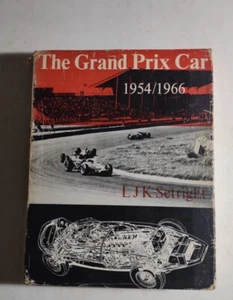 The Grand Prix Car
1954/1966
L J K Setright